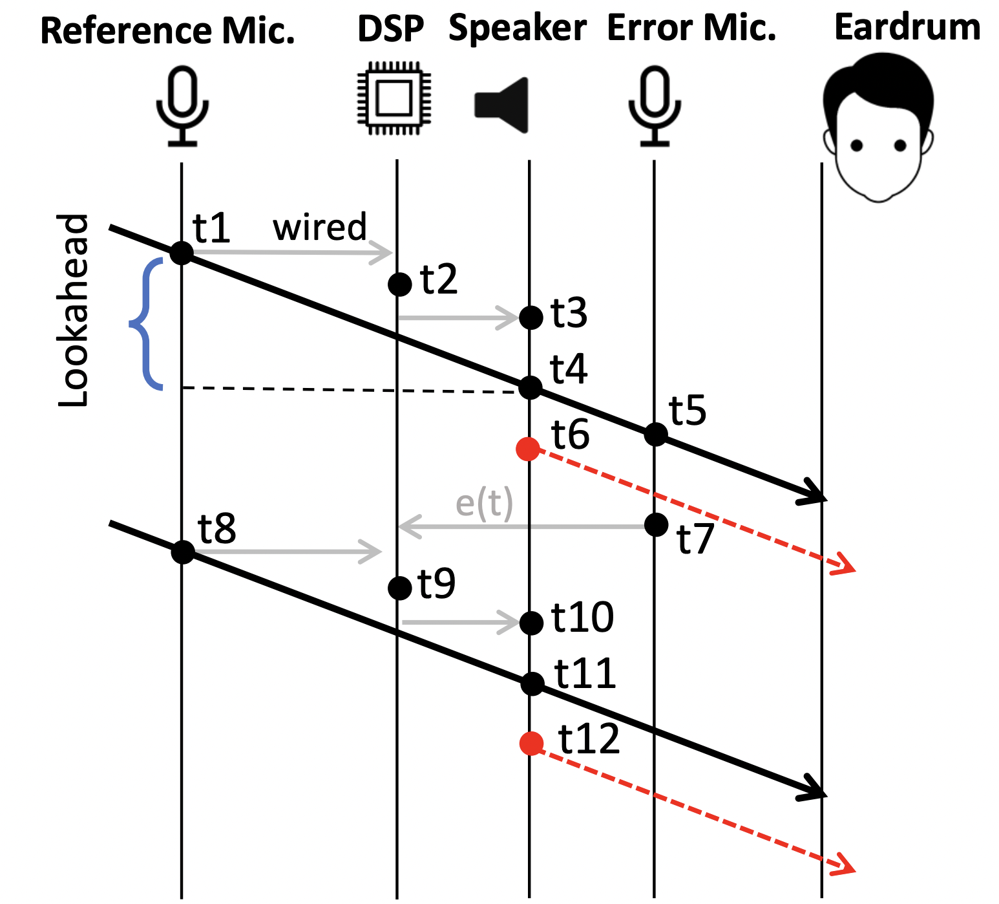 Reference Mic.
DSP
Speaker
Error Mic.
Eardrum
Lookahead
t1
wired
t2
t3
t4
t5
t6
e(t)
t7
t8
t9
t10
t11
t12